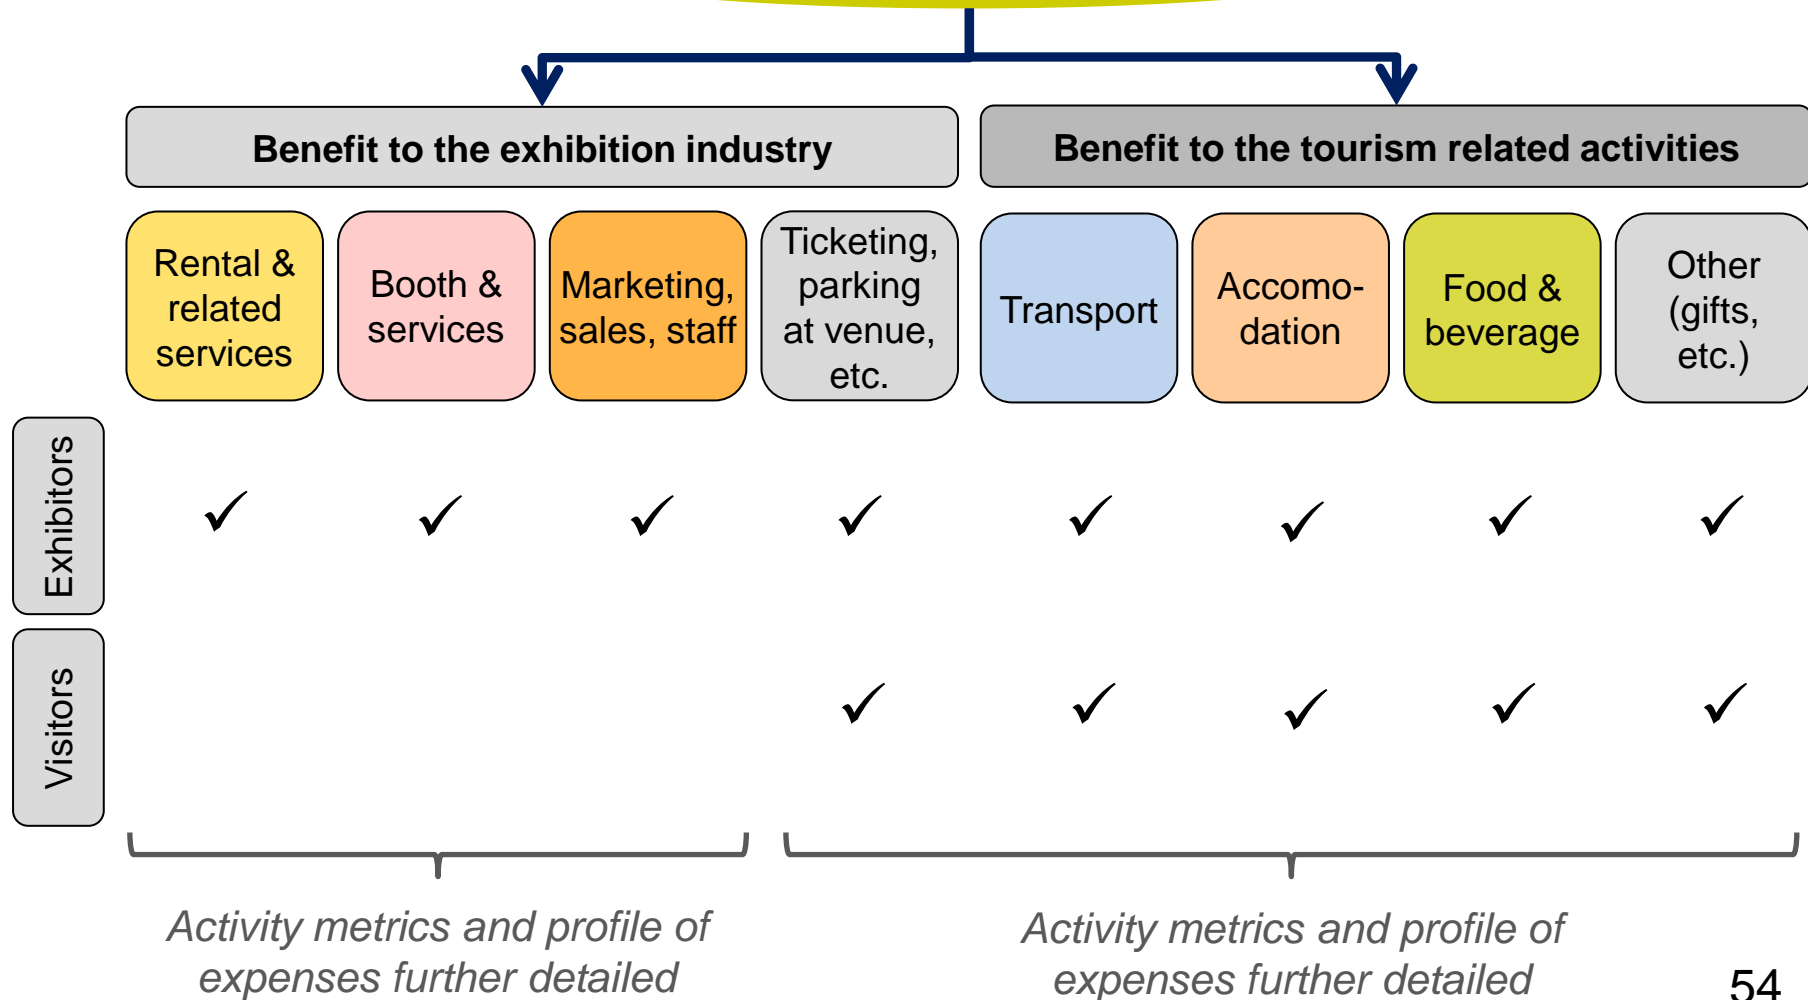 Benefit to the exhibition industry
Benefit to the tourism related activities
Rental &
related
services
Booth &
services
Marketing,
sales, staff
Ticketing,
parking
at venue,
etc.
Transport
Accomo-
dation
Food &
beverage
Other
(gifts,
etc.)
Exhibitors
Visitors
Activity metrics and profile of
expenses further detailed
Activity metrics and profile of
expenses further detailed
54